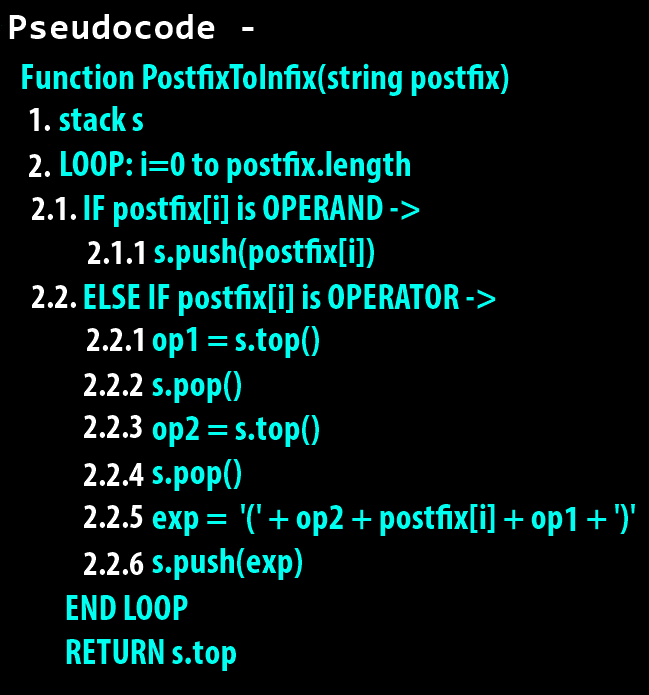 Pseudocode -
Function PostfixToInfix(string postfix)
1. stack s
2. LOOP: i=0 to postfix.length
2.1. IF postfix[i] is OPERAND ->
2.1.1 s.push(postfix[i])
2.2. ELSE IF postfix[i] is OPERATOR ->
2.2.1 op1 = s.top()
2.2.2 s.pop()
2.2.3 op2 = s.top()
2.2.4 s.pop()
2.2.5 exp = '(' + op2 + postfix[i] + op1 + ')'
2.2.6 s.push(exp)
END LOOP
RETURN s.top